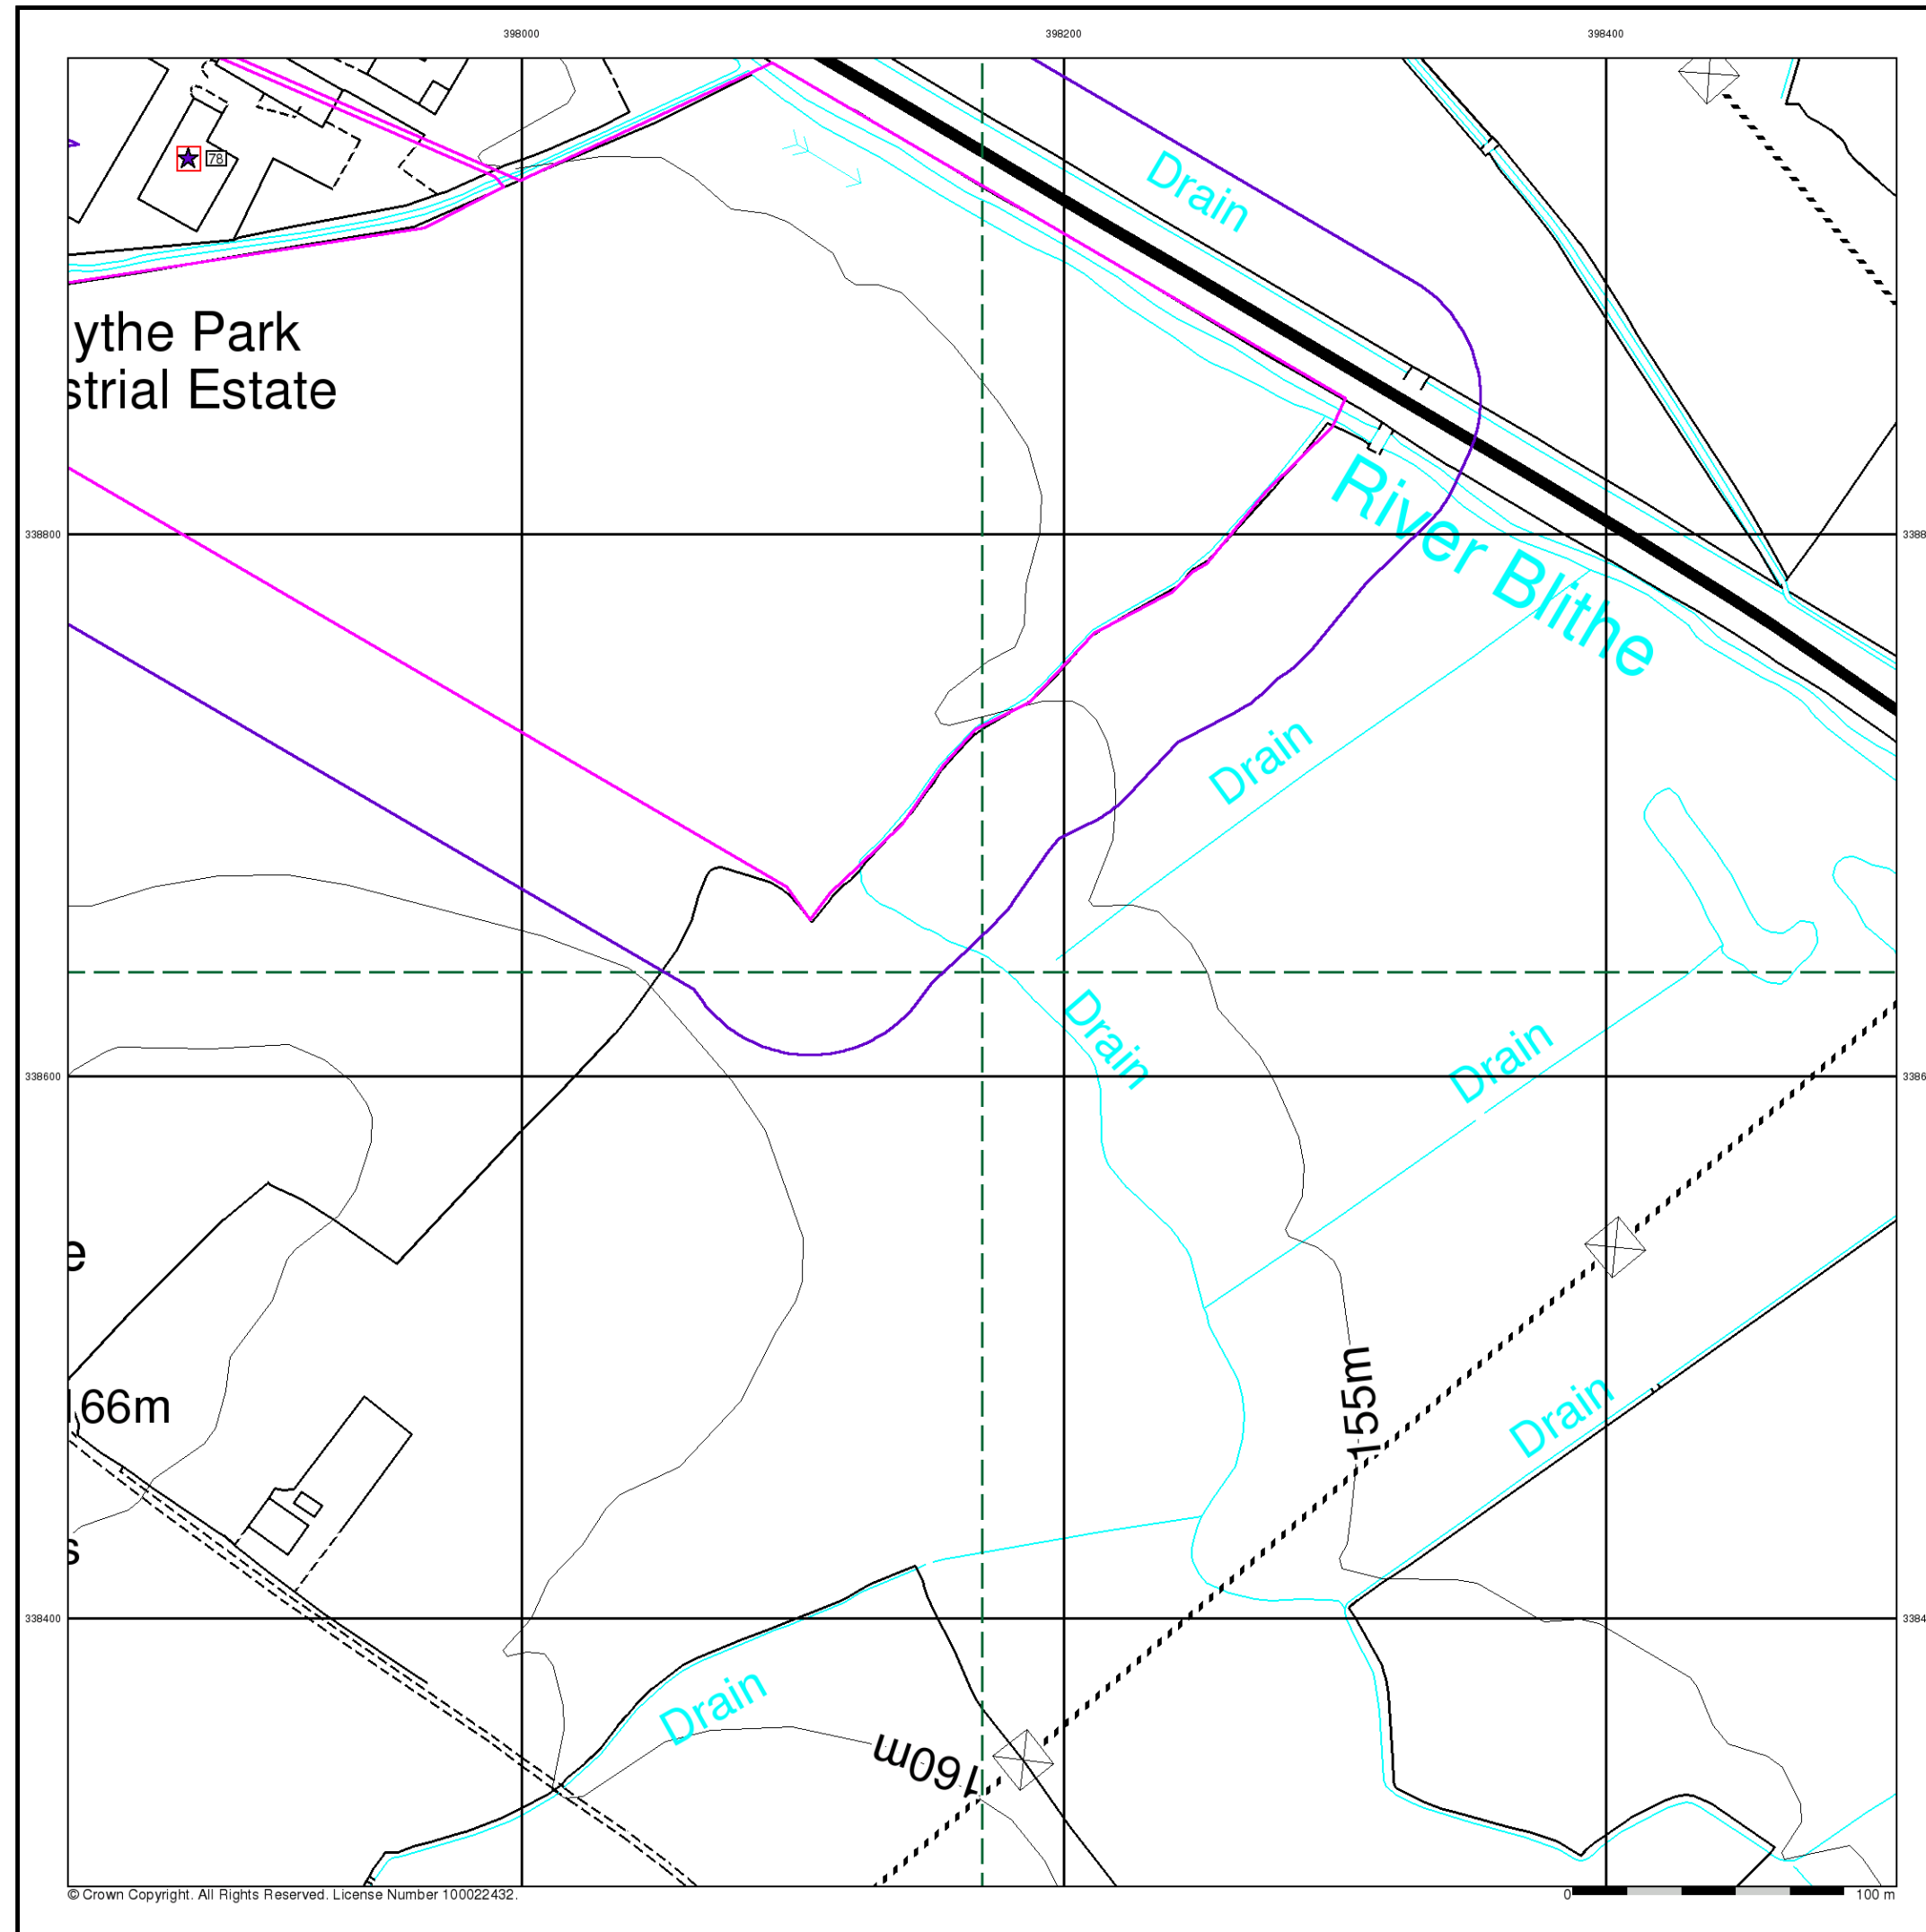 398000 398200 398400
78
Drain
ythe Park
strial Estate
338800
River Blithe
Drain
Drain
Drain
338600
155m
66m
Drain
338400
Drain
160m
© Crown Copyright. All Rights Reserved. License Number 100022432.
0 100 m